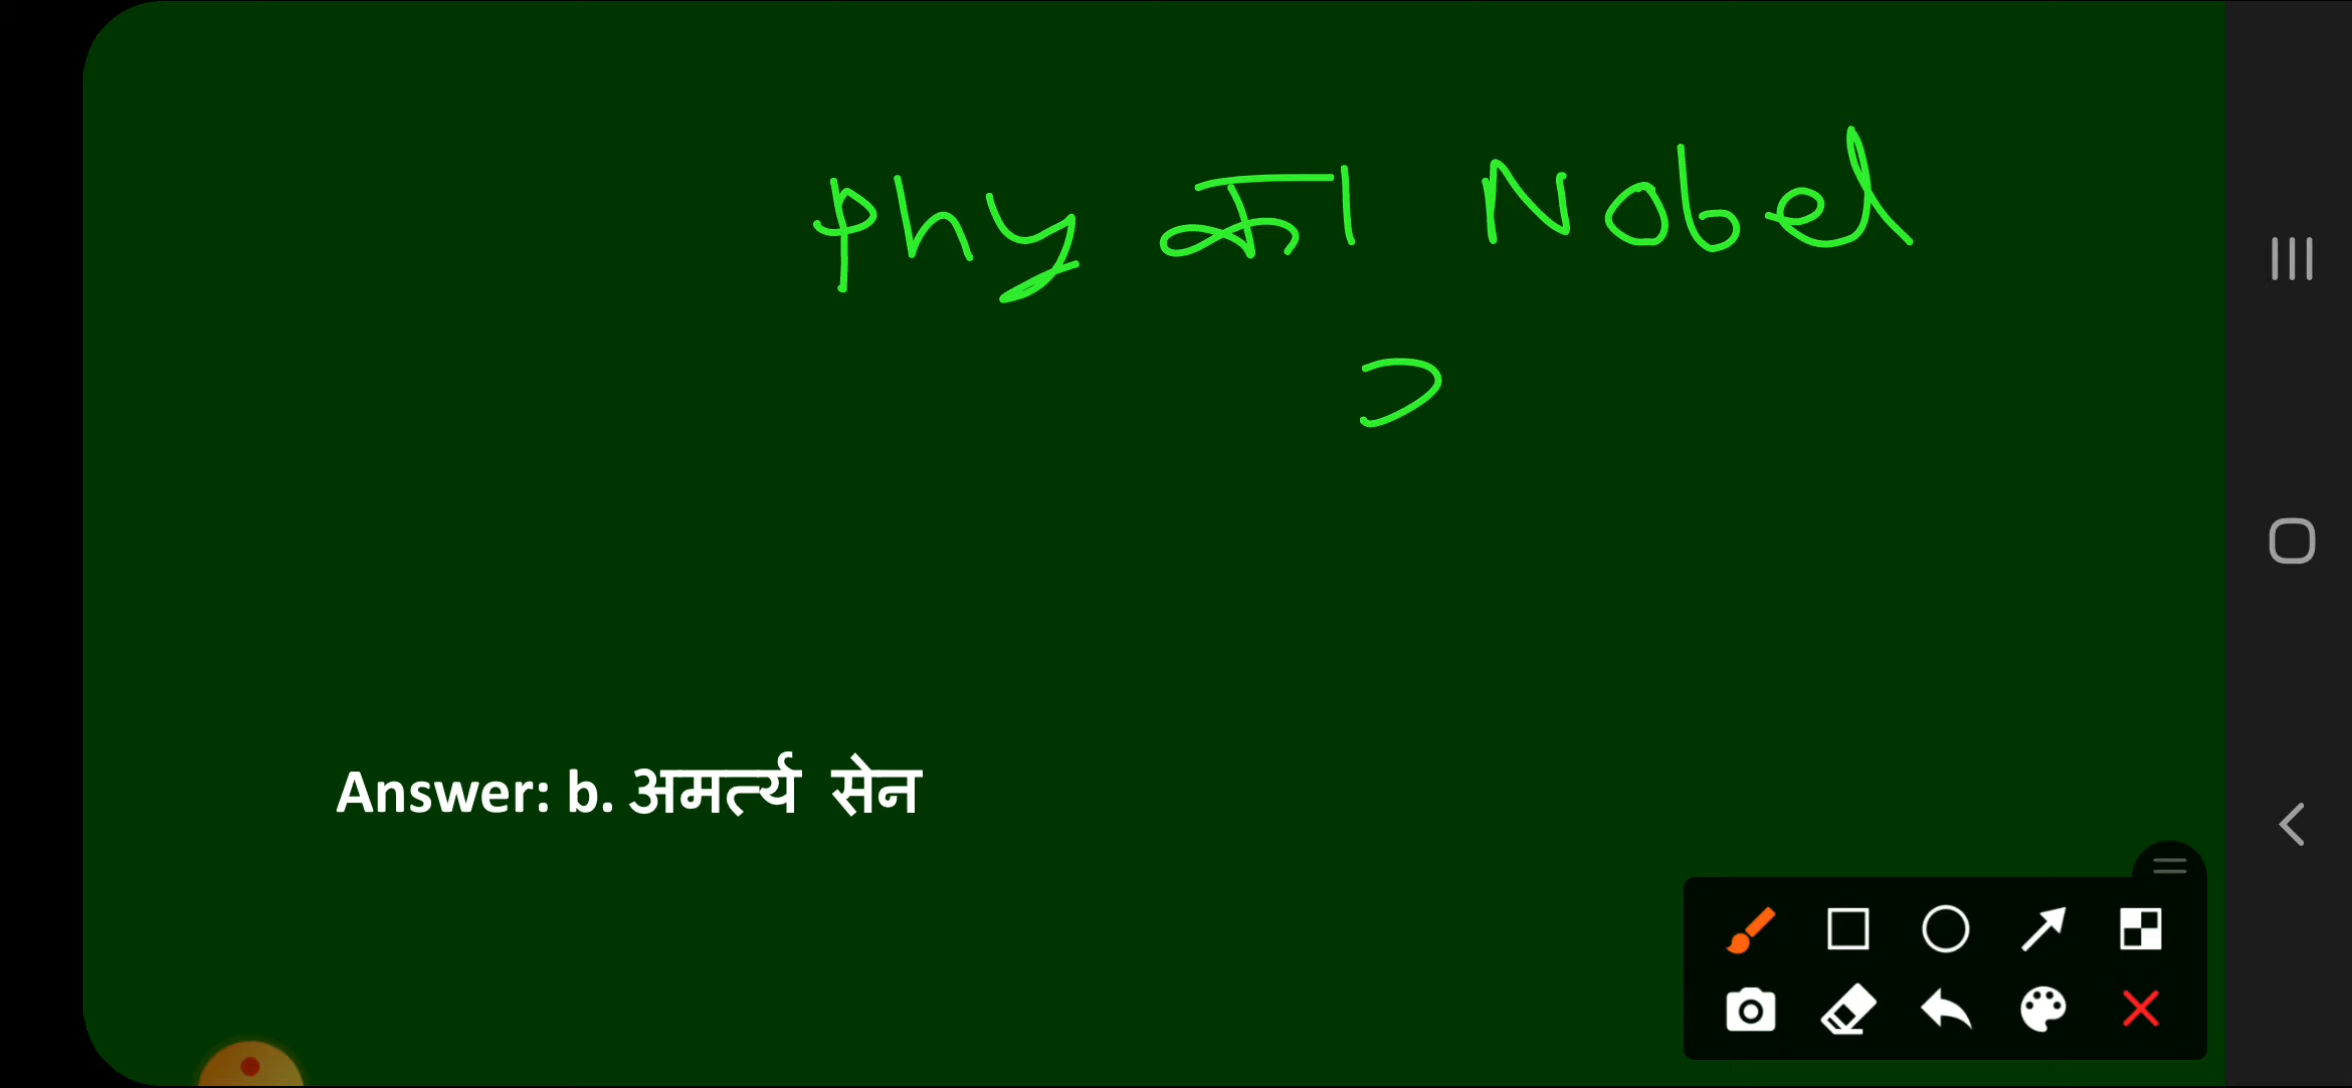 Phy का Nobel
Answer: b. अमर्त्य सेन